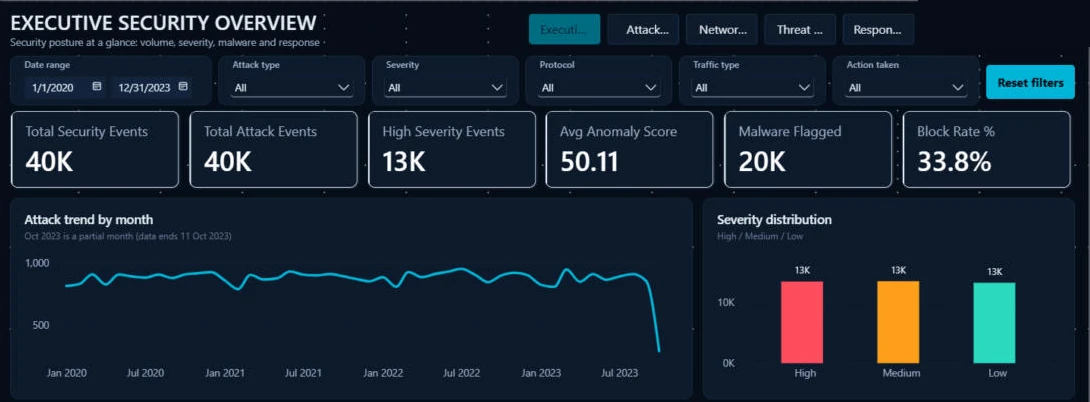 EXECUTIVE SECURITY OVERVIEW
Security posture at a glance: volume, severity, malware and response
Executi...
Attack...
Networ...
Threat ...
Respon...
Date range
1/1/2020
12/31/2023
Attack type
All
Severity
All
Protocol
All
Traffic type
All
Action taken
All
Reset filters
Total Security Events
40K
Total Attack Events
40K
High Severity Events
13K
Avg Anomaly Score
50.11
Malware Flagged
20K
Block Rate %
33.8%
Attack trend by month
Oct 2023 is a partial month (data ends 11 Oct 2023)
1,000
500
Jan 2020
Jul 2020
Jan 2021
Jul 2021
Jan 2022
Jul 2022
Jan 2023
Jul 2023
Severity distribution
High / Medium / Low
13K
13K
13K
10K
0K
High
Medium
Low